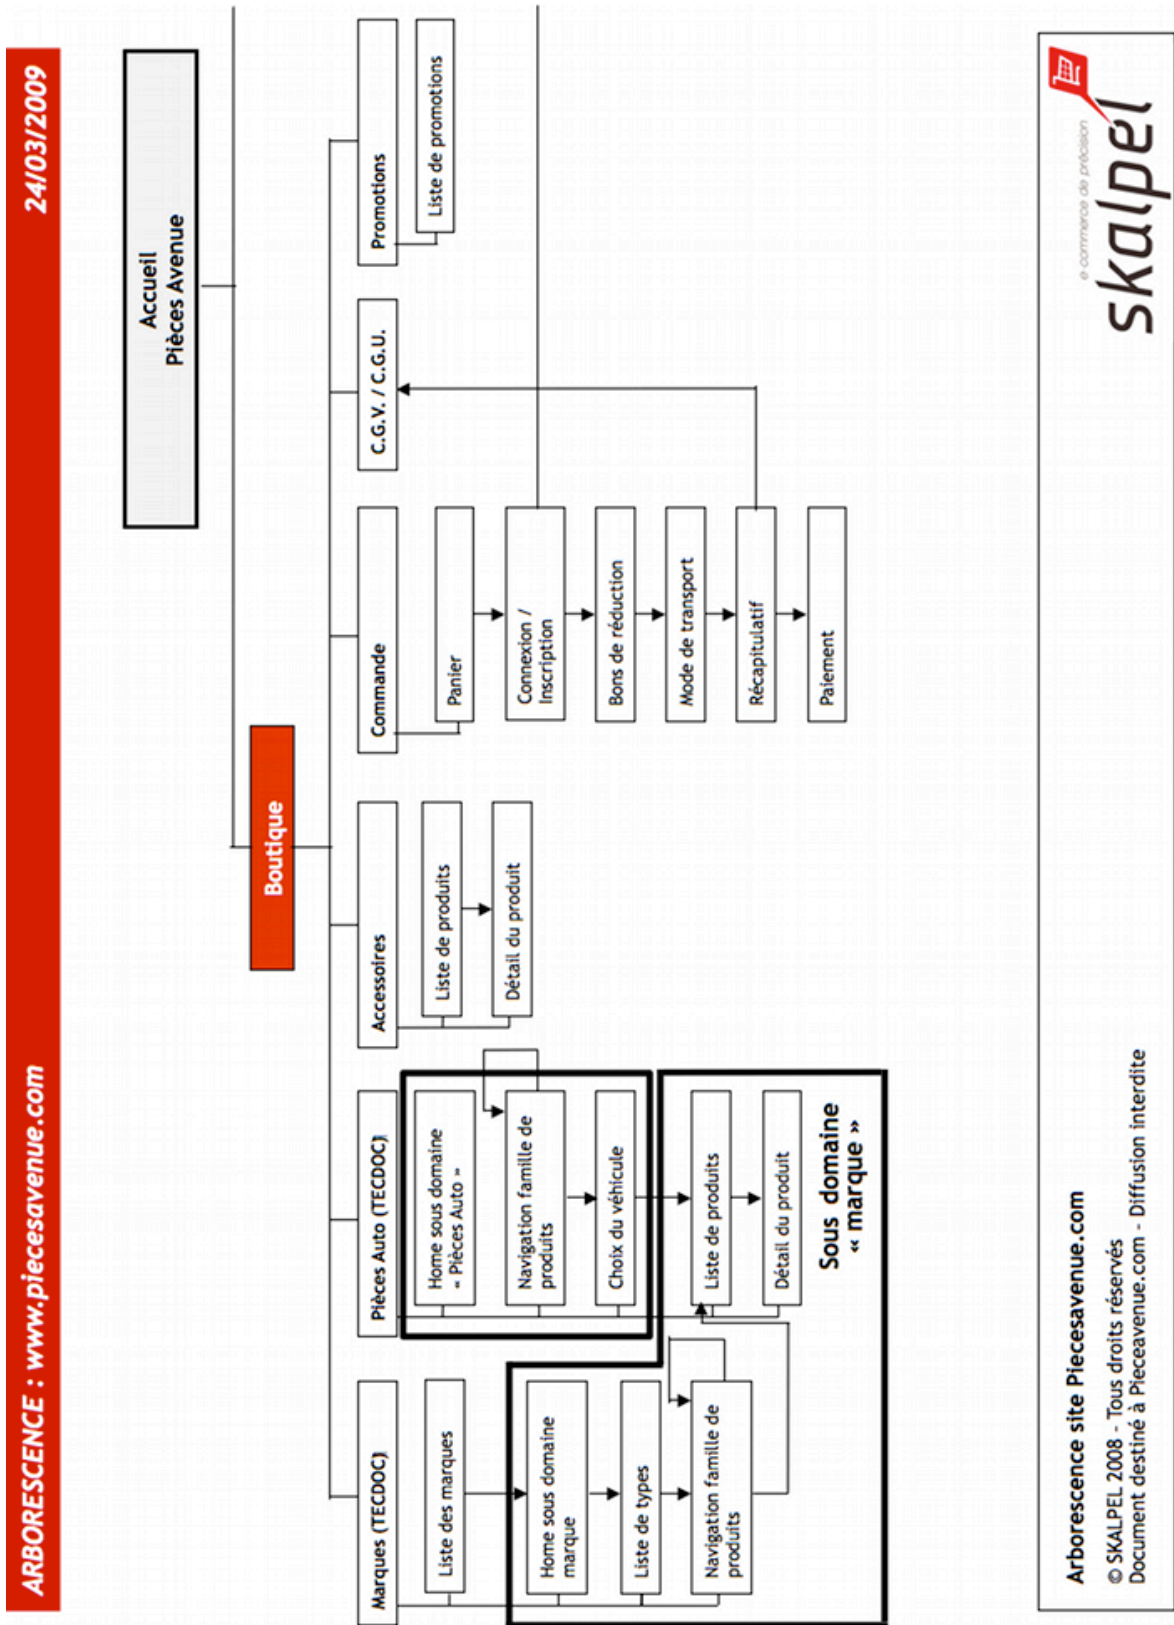 ARBORESCENCE : www.piecesavenue.com
24/03/2009
Accueil
Pièces Avenue
Boutique
Marques (TECDOC)
Liste des marques
Home sous domaine
marque
Liste de types
Navigation famille de
produits
Pièces Auto (TECDOC)
Home sous domaine
« Pièces Auto »
Navigation famille de
produits
Choix du véhicule
Liste de produits
Détail du produit
Sous domaine
« marque »
Accessoires
Liste de produits
Détail du produit
Commande
Panier
Connexion /
Inscription
Bons de réduction
Mode de transport
Récapitulatif
Paiement
C.G.V. / C.G.U.
Promotions
Liste de promotions
Arborescence site Piecesavenue.com
© SKALPEL 2008 - Tous droits réservés
Document destiné à Pieceavenue.com - Diffusion interdite
e-commerce de précision
skalpel